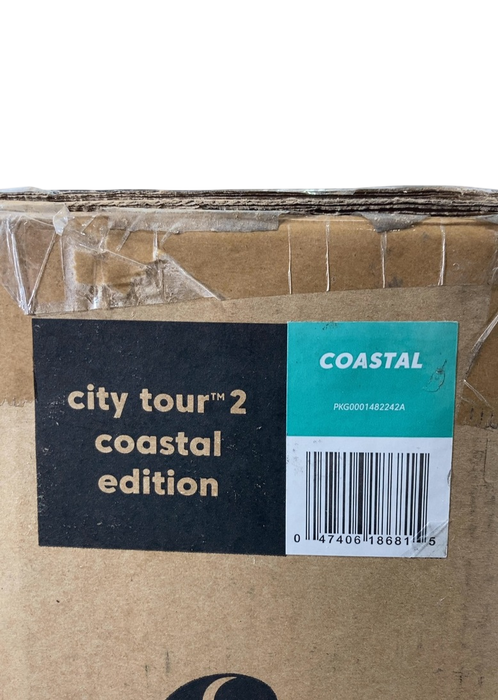 city tour™ 2
coastal
edition
COASTAL
PKG0001482242A
0 47406 18681 5